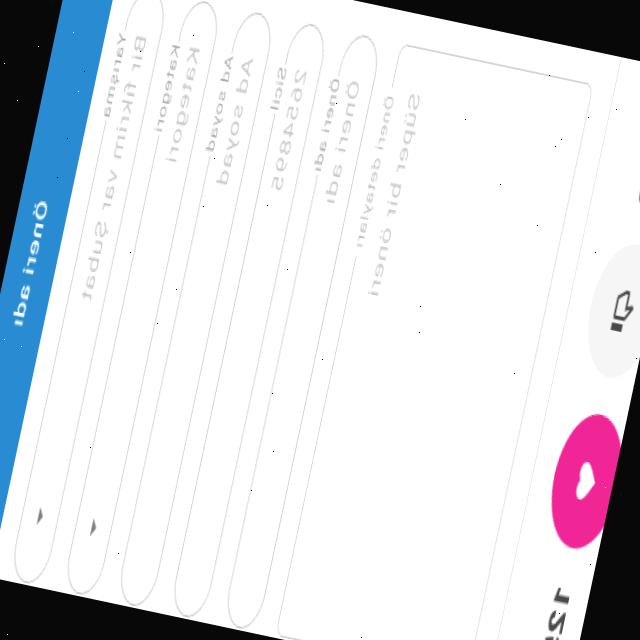 Öneri adı
Yarışma
Bir fikrim var Şubat
Kategori
Kategori
Ad soyad
Ad soyad
Sicil
2654895
Öneri adı
Öneri adı
Öneri detayları
Süper bir öneri